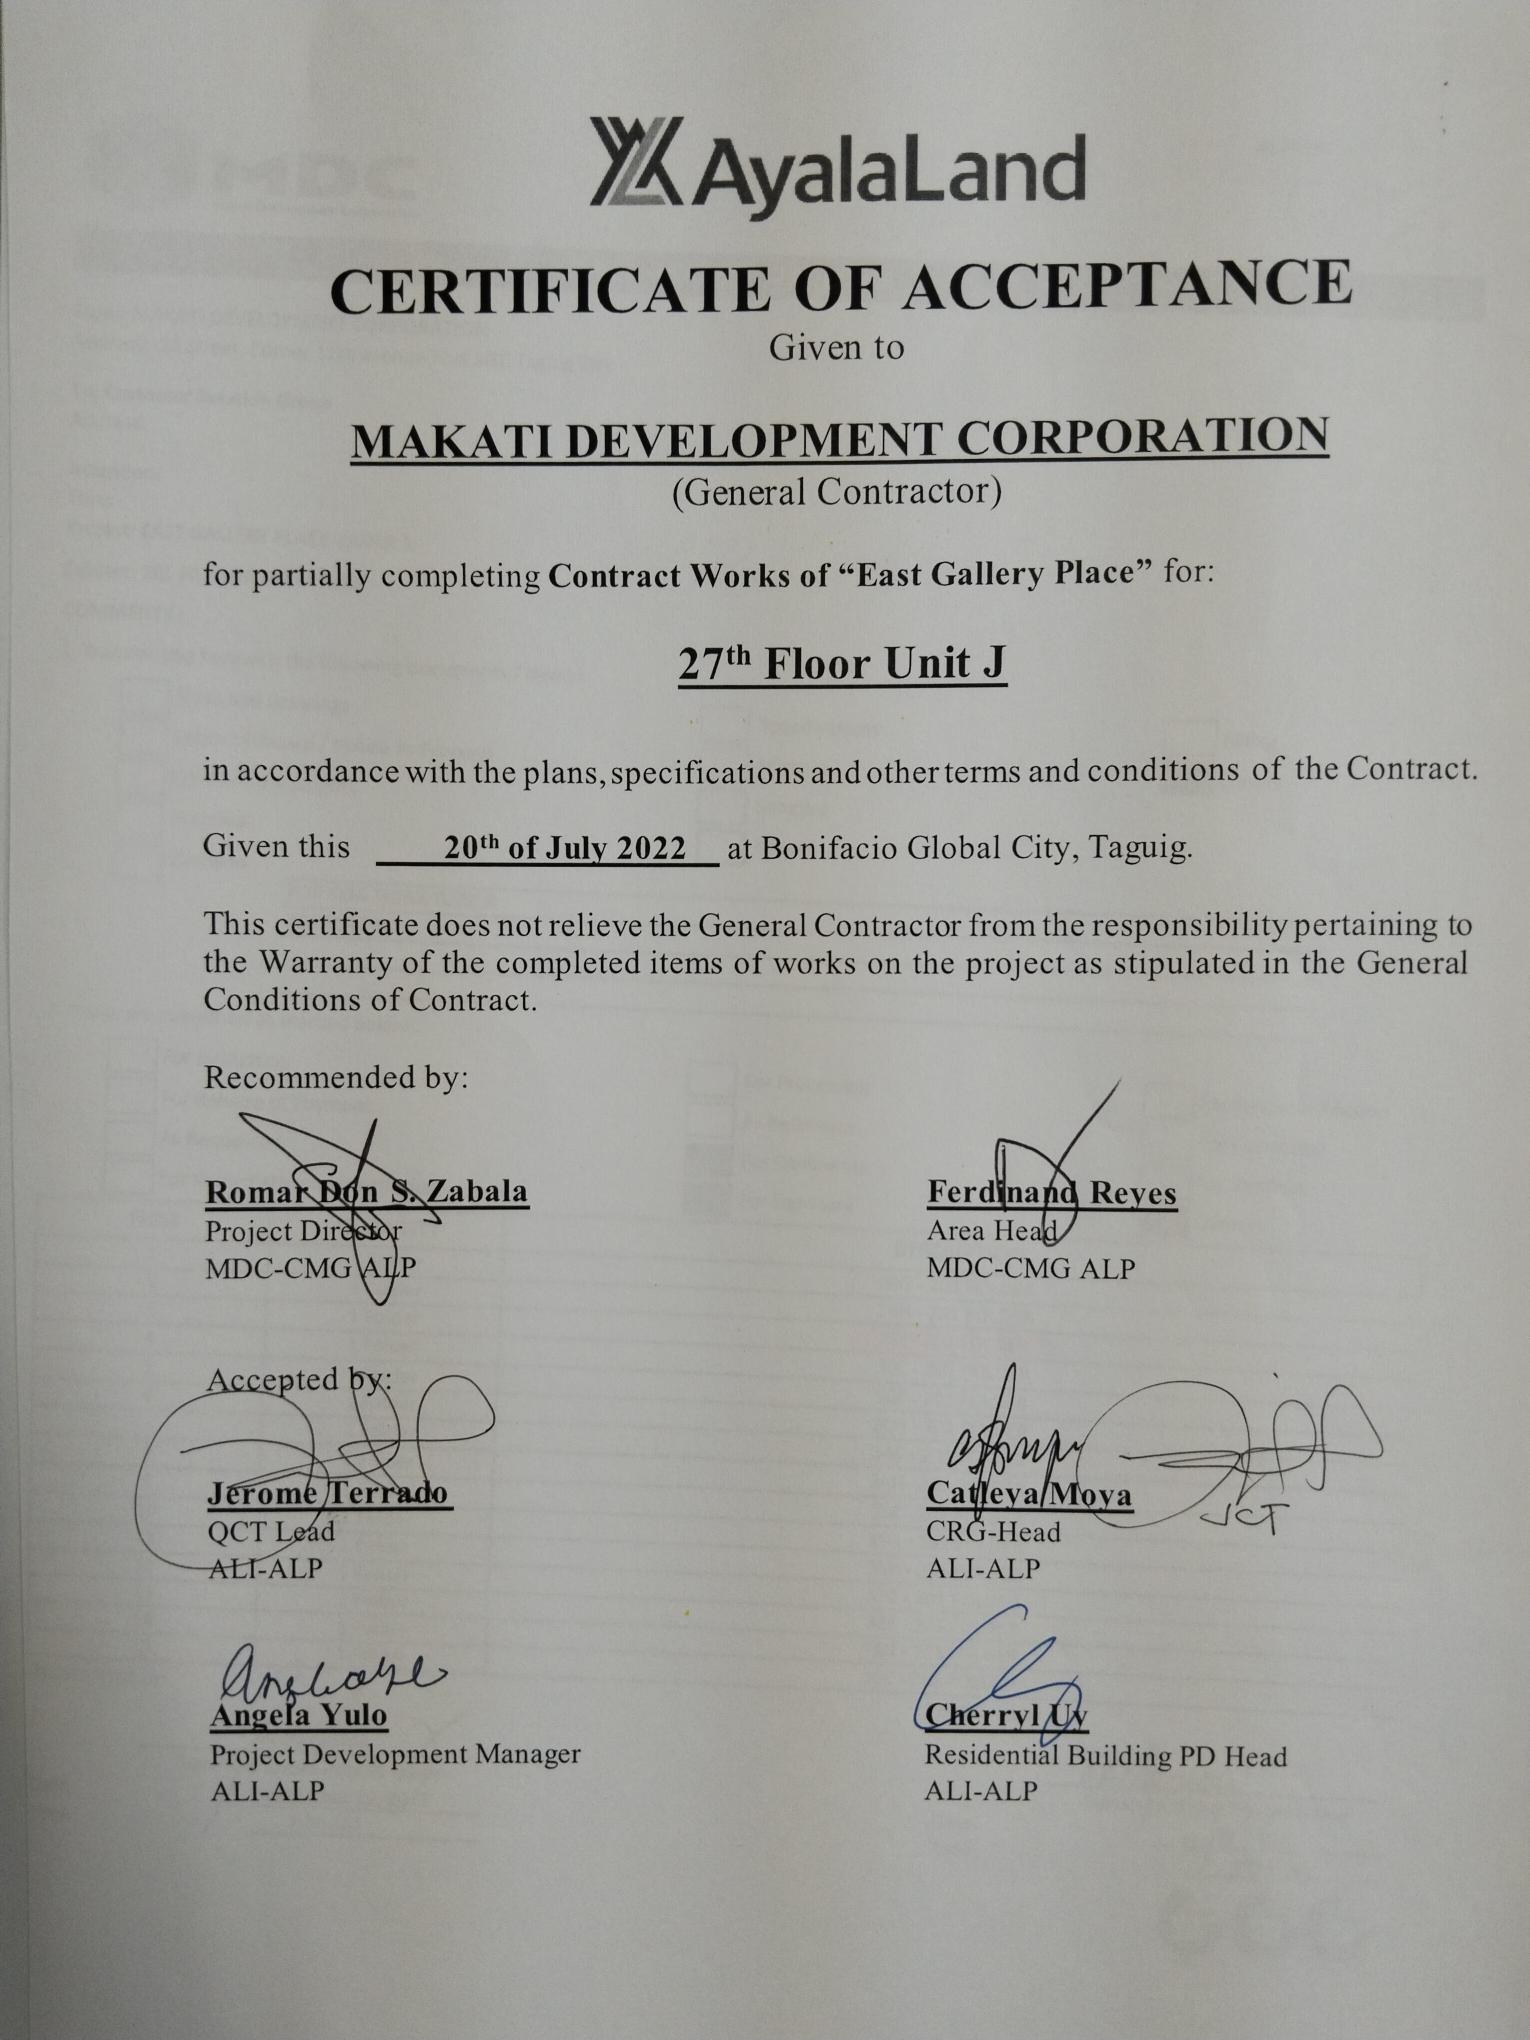 AyalaLand
CERTIFICATE OF ACCEPTANCE
Given to
MAKATI DEVELOPMENT CORPORATION
(General Contractor)
for partially completing Contract Works of “East Gallery Place” for:
27th Floor Unit J
in accordance with the plans, specifications and other terms and conditions of the Contract.
Given this 20th of July 2022 at Bonifacio Global City, Taguig.
This certificate does not relieve the General Contractor from the responsibility pertaining to
the Warranty of the completed items of works on the project as stipulated in the General
Conditions of Contract.
Recommended by:
Romar Don S. Zabala
Project Director
MDC-CMG ALP
Ferdinand Reyes
Area Head
MDC-CMG ALP
Accepted by:
Jerome Terrado
QCT Lead
ALI-ALP
Catleya Moya
JCT
CRG-Head
ALI-ALP
Angela Yulo
Project Development Manager
ALI-ALP
Cherryl Uy
Residential Building PD Head
ALI-ALP